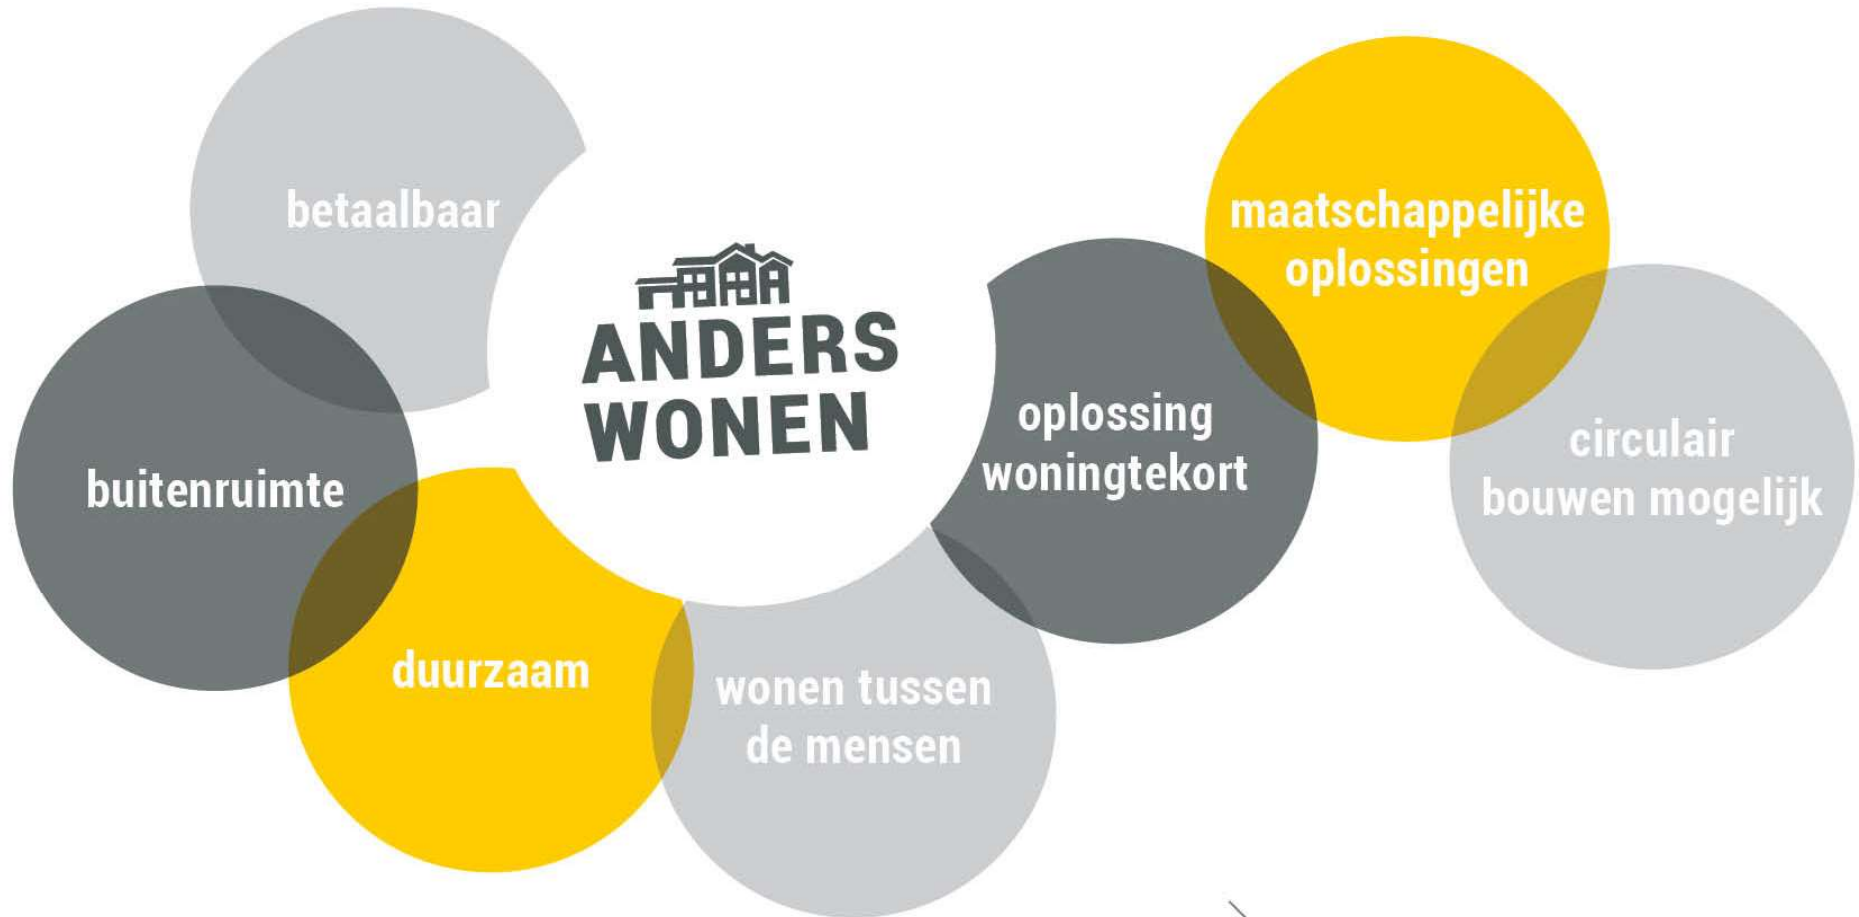 betaalbaar
buitenruimte
duurzaam
ANDERS
WONEN
wonen tussen
de mensen
oplossing
woningtekort
maatschappelijke
oplossingen
circulair
bouwen mogelijk